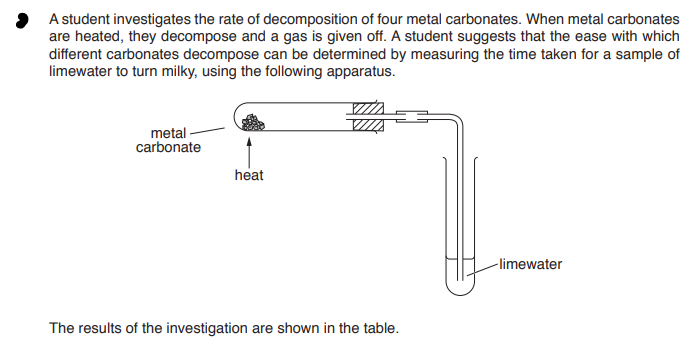 A student investigates the rate of decomposition of four metal carbonates. When metal carbonates
are heated, they decompose and a gas is given off. A student suggests that the ease with which
different carbonates decompose can be determined by measuring the time taken for a sample of
limewater to turn milky, using the following apparatus.
metal
carbonate
heat
limewater
The results of the investigation are shown in the table.